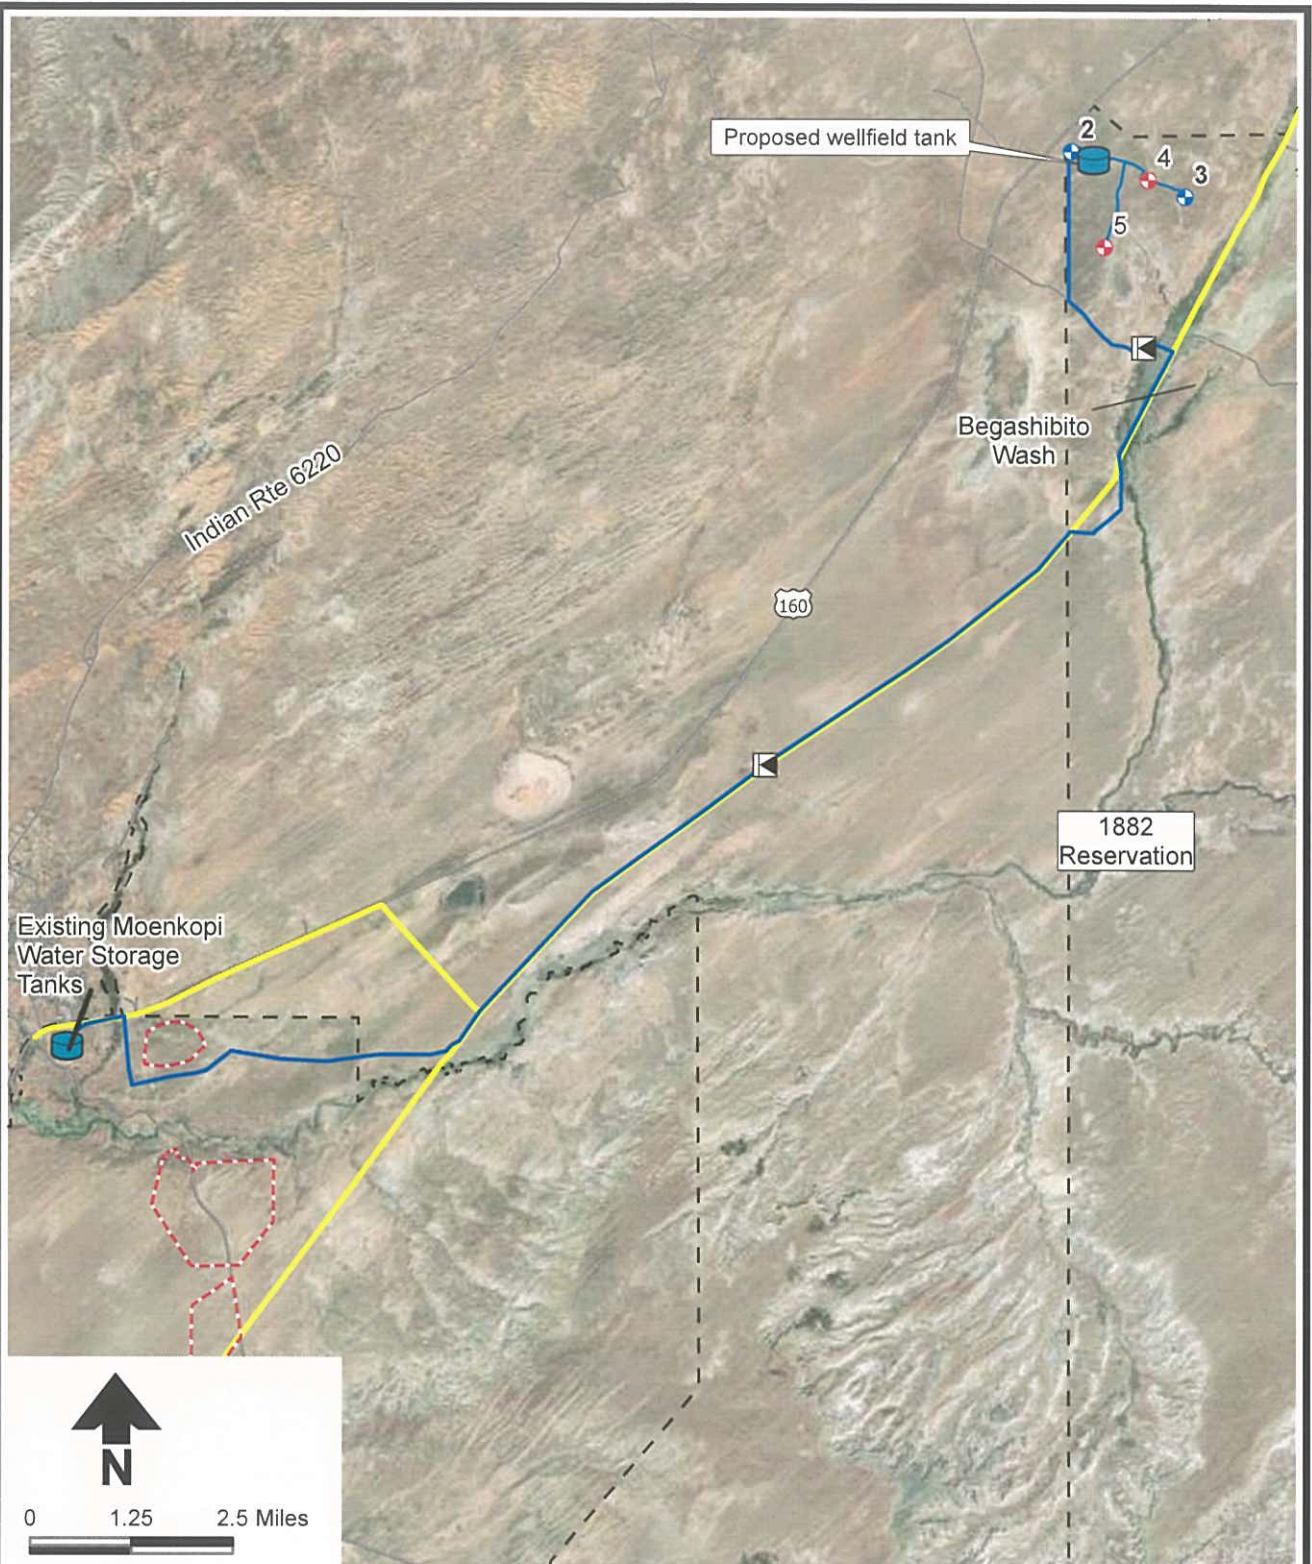 Proposed wellfield tank
2
4
3
5
Begashibito
Wash
Indian Rte 6220
160
1882
Reservation
Existing Moenkopi
Water Storage
Tanks
N
0 1.25 2.5 Miles